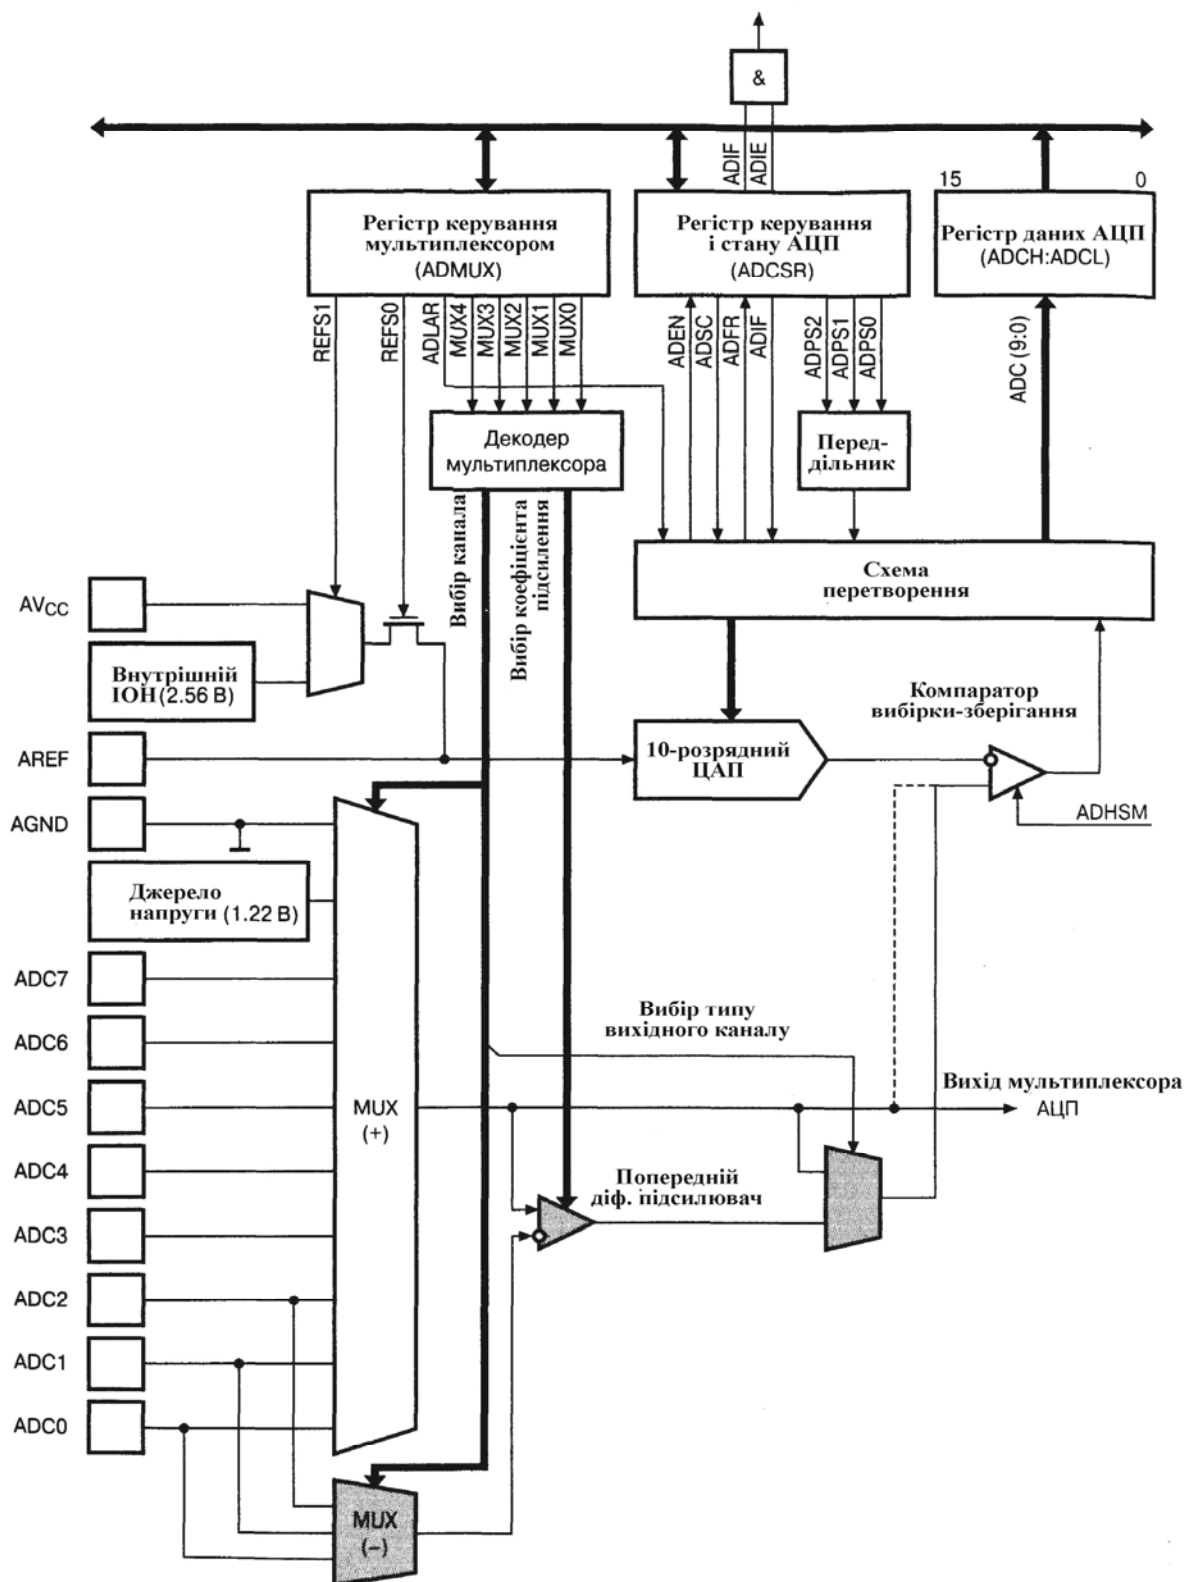 &
ADIF
ADIE
15
0
Регістр керування
мультиплексором
(ADMUX)
Регістр керування
і стану АЦП
(ADCSR)
Регістр даних АЦП
(ADCH:ADCL)
REFS1
REFS0
ADLAR
MUX4
MUX3
MUX2
MUX1
MUX0
ADEN
ADSC
ADFR
ADIF
ADPS2
ADPS1
ADPS0
ADC (9:0)
Декодер
мультиплексора
Перед-
дільник
Вибір канала
Вибір коефіцієнта
підсилення
Схема
перетворення
AVCC
Внутрішній
ІОН (2.56 В)
Компаратор
вибірки-зберігання
AREF
10-розрядний
ЦАП
AGND
ADHSM
Джерело
напруги (1.22 В)
ADC7
ADC6
ADC5
ADC4
ADC3
ADC2
ADC1
ADC0
MUX
(+)
Вибір типу
вихідного каналу
Вихід мультиплексора
АЦП
Попередній
діф. підсилювач
MUX
(–)